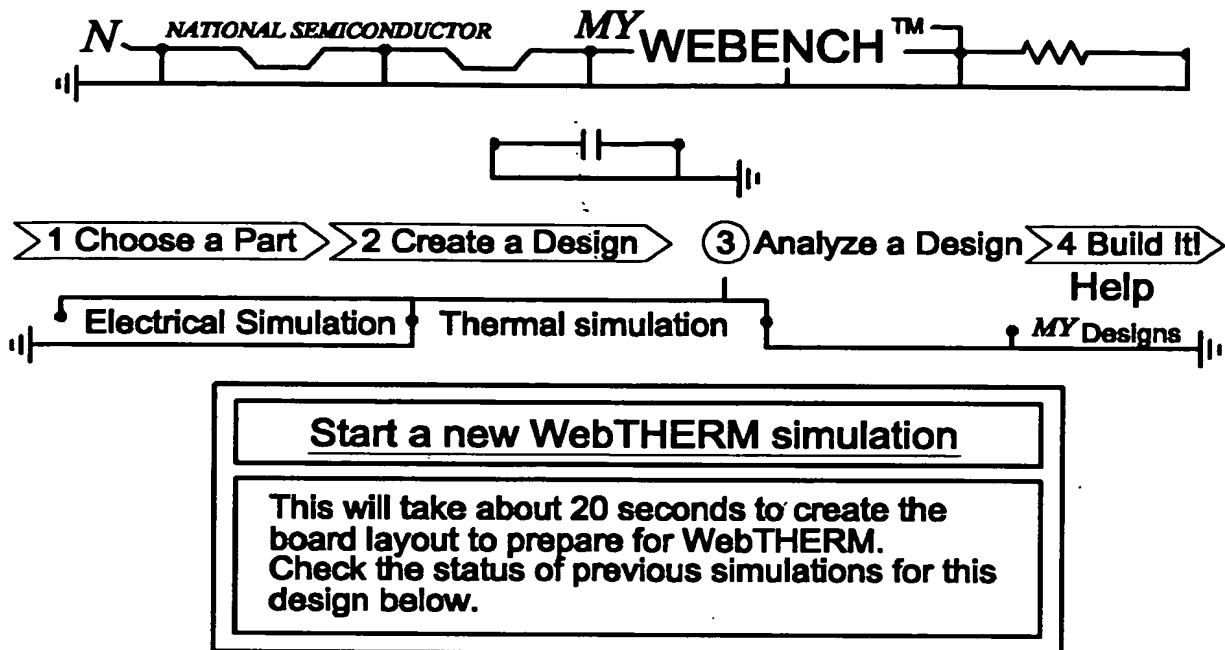 N NATIONAL SEMICONDUCTOR MY WEBENCH™
1 Choose a Part 2 Create a Design 3 Analyze a Design 4 Build It!
Help
Electrical Simulation Thermal simulation MY Designs
Start a new WebTHERM simulation
This will take about 20 seconds to create the
board layout to prepare for WebTHERM.
Check the status of previous simulations for this
design below.